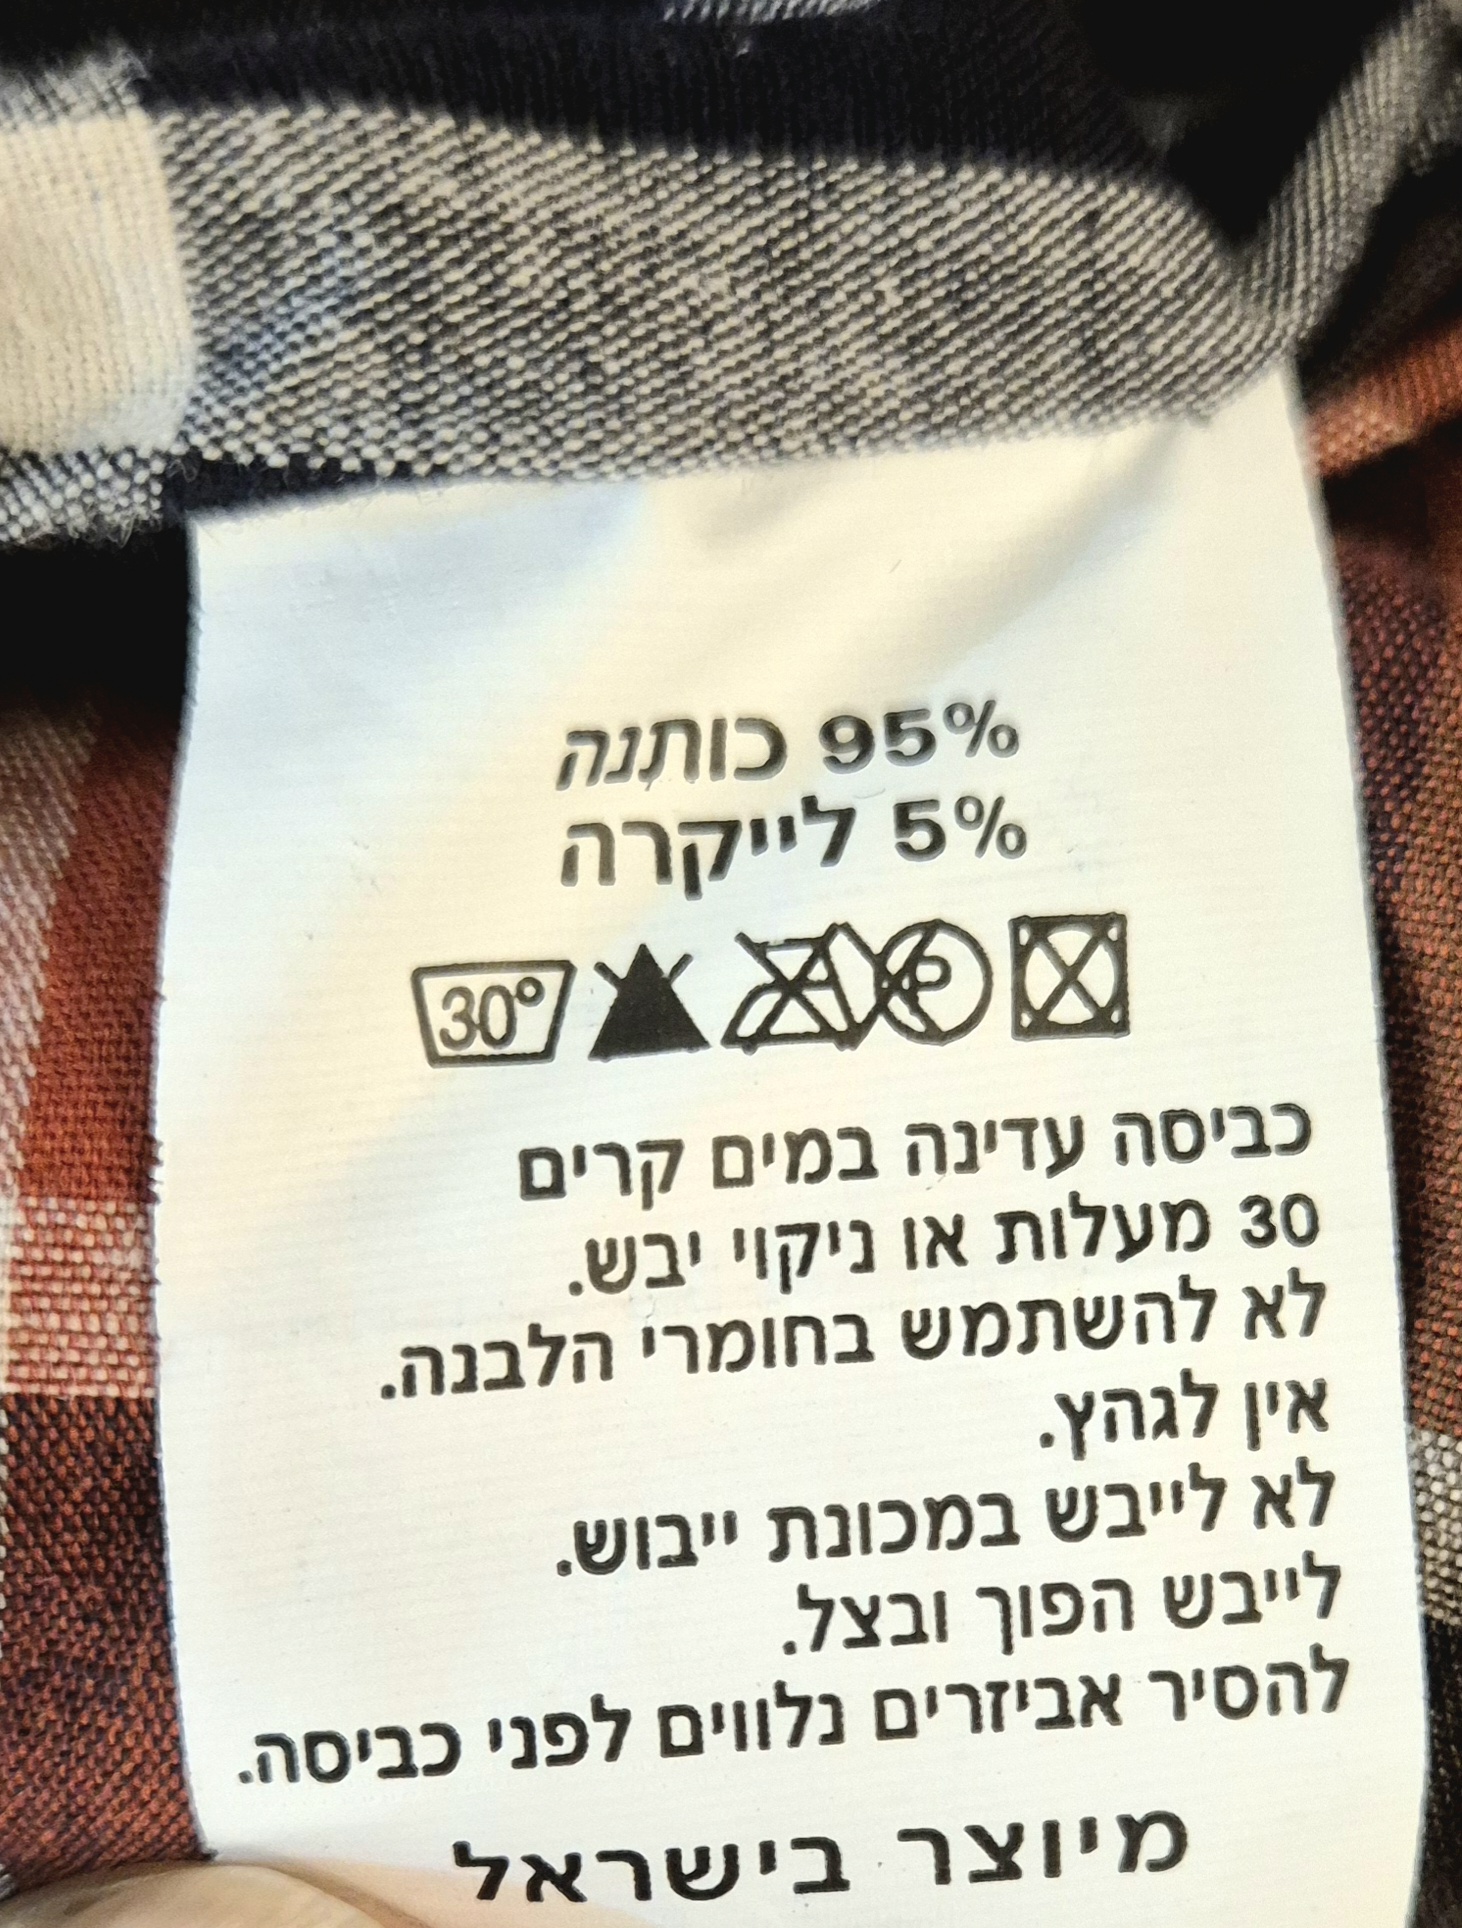 95% כותנה
5% לייקרה
30°
P
כביסה עדינה במים קרים
30 מעלות או ניקוי יבש.
לא להשתמש בחומרי הלבנה.
אין לגהץ.
לא לייבש במכונת ייבוש.
לייבש הפוך ובצל.
להסיר אביזרים נלווים לפני כביסה.
מיוצר בישראל